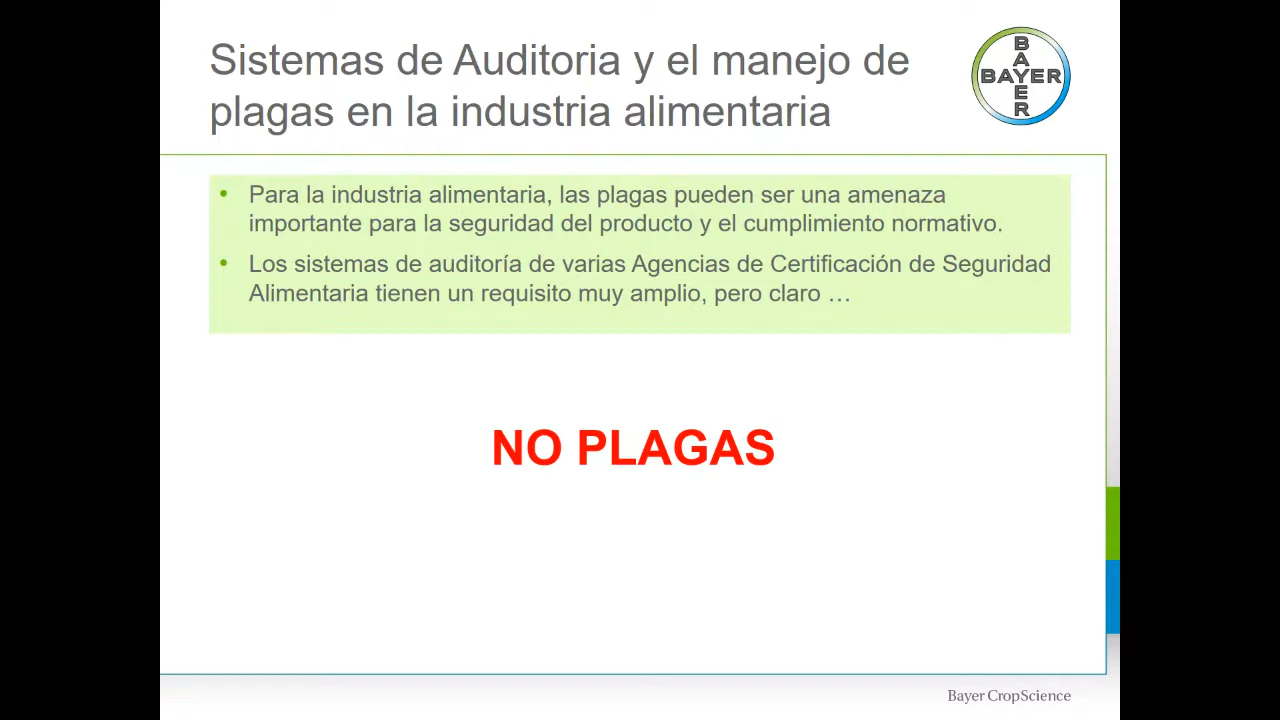 Sistemas de Auditoria y el manejo de
plagas en la industria alimentaria
BAYER
BAYER
• Para la industria alimentaria, las plagas pueden ser una amenaza
importante para la seguridad del producto y el cumplimiento normativo.
• Los sistemas de auditoría de varias Agencias de Certificación de Seguridad
Alimentaria tienen un requisito muy amplio, pero claro …
NO PLAGAS
Bayer CropScience